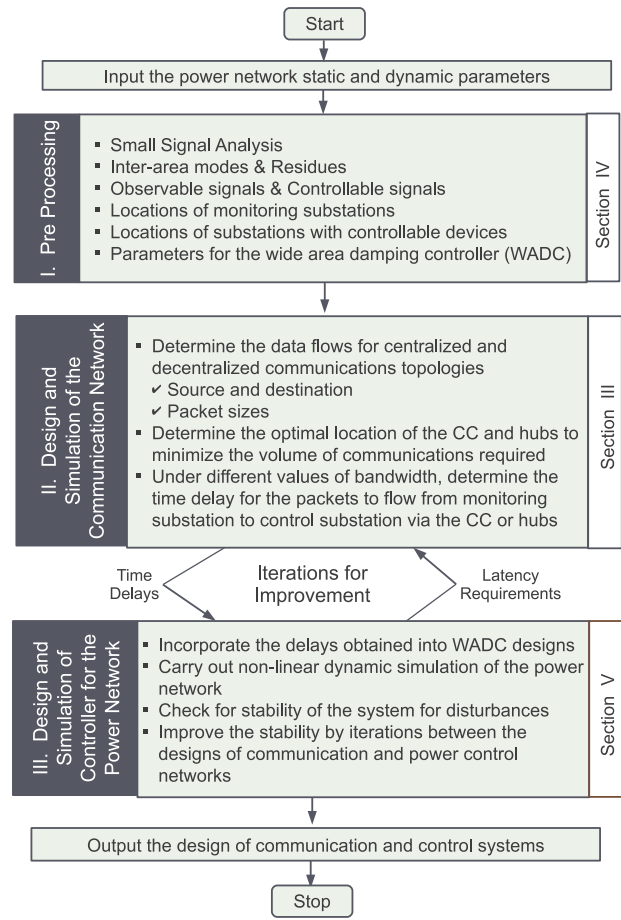 Start
Input the power network static and dynamic parameters
I. Pre Processing
▪ Small Signal Analysis
▪ Inter-area modes & Residues
▪ Observable signals & Controllable signals
▪ Locations of monitoring substations
▪ Locations of substations with controllable devices
▪ Parameters for the wide area damping controller (WADC)
Section IV
II. Design and
Simulation of the
Communication Network
▪ Determine the data flows for centralized and
decentralized communications topologies
✔ Source and destination
✔ Packet sizes
▪ Determine the optimal location of the CC and hubs to
minimize the volume of communications required
▪ Under different values of bandwidth, determine the
time delay for the packets to flow from monitoring
substation to control substation via the CC or hubs
Section III
Time
Delays
Iterations for
Improvement
Latency
Requirements
III. Design and
Simulation of
Controller for the
Power Network
▪ Incorporate the delays obtained into WADC designs
▪ Carry out non-linear dynamic simulation of the power
network
▪ Check for stability of the system for disturbances
▪ Improve the stability by iterations between the
designs of communication and power control
networks
Section V
Output the design of communication and control systems
Stop